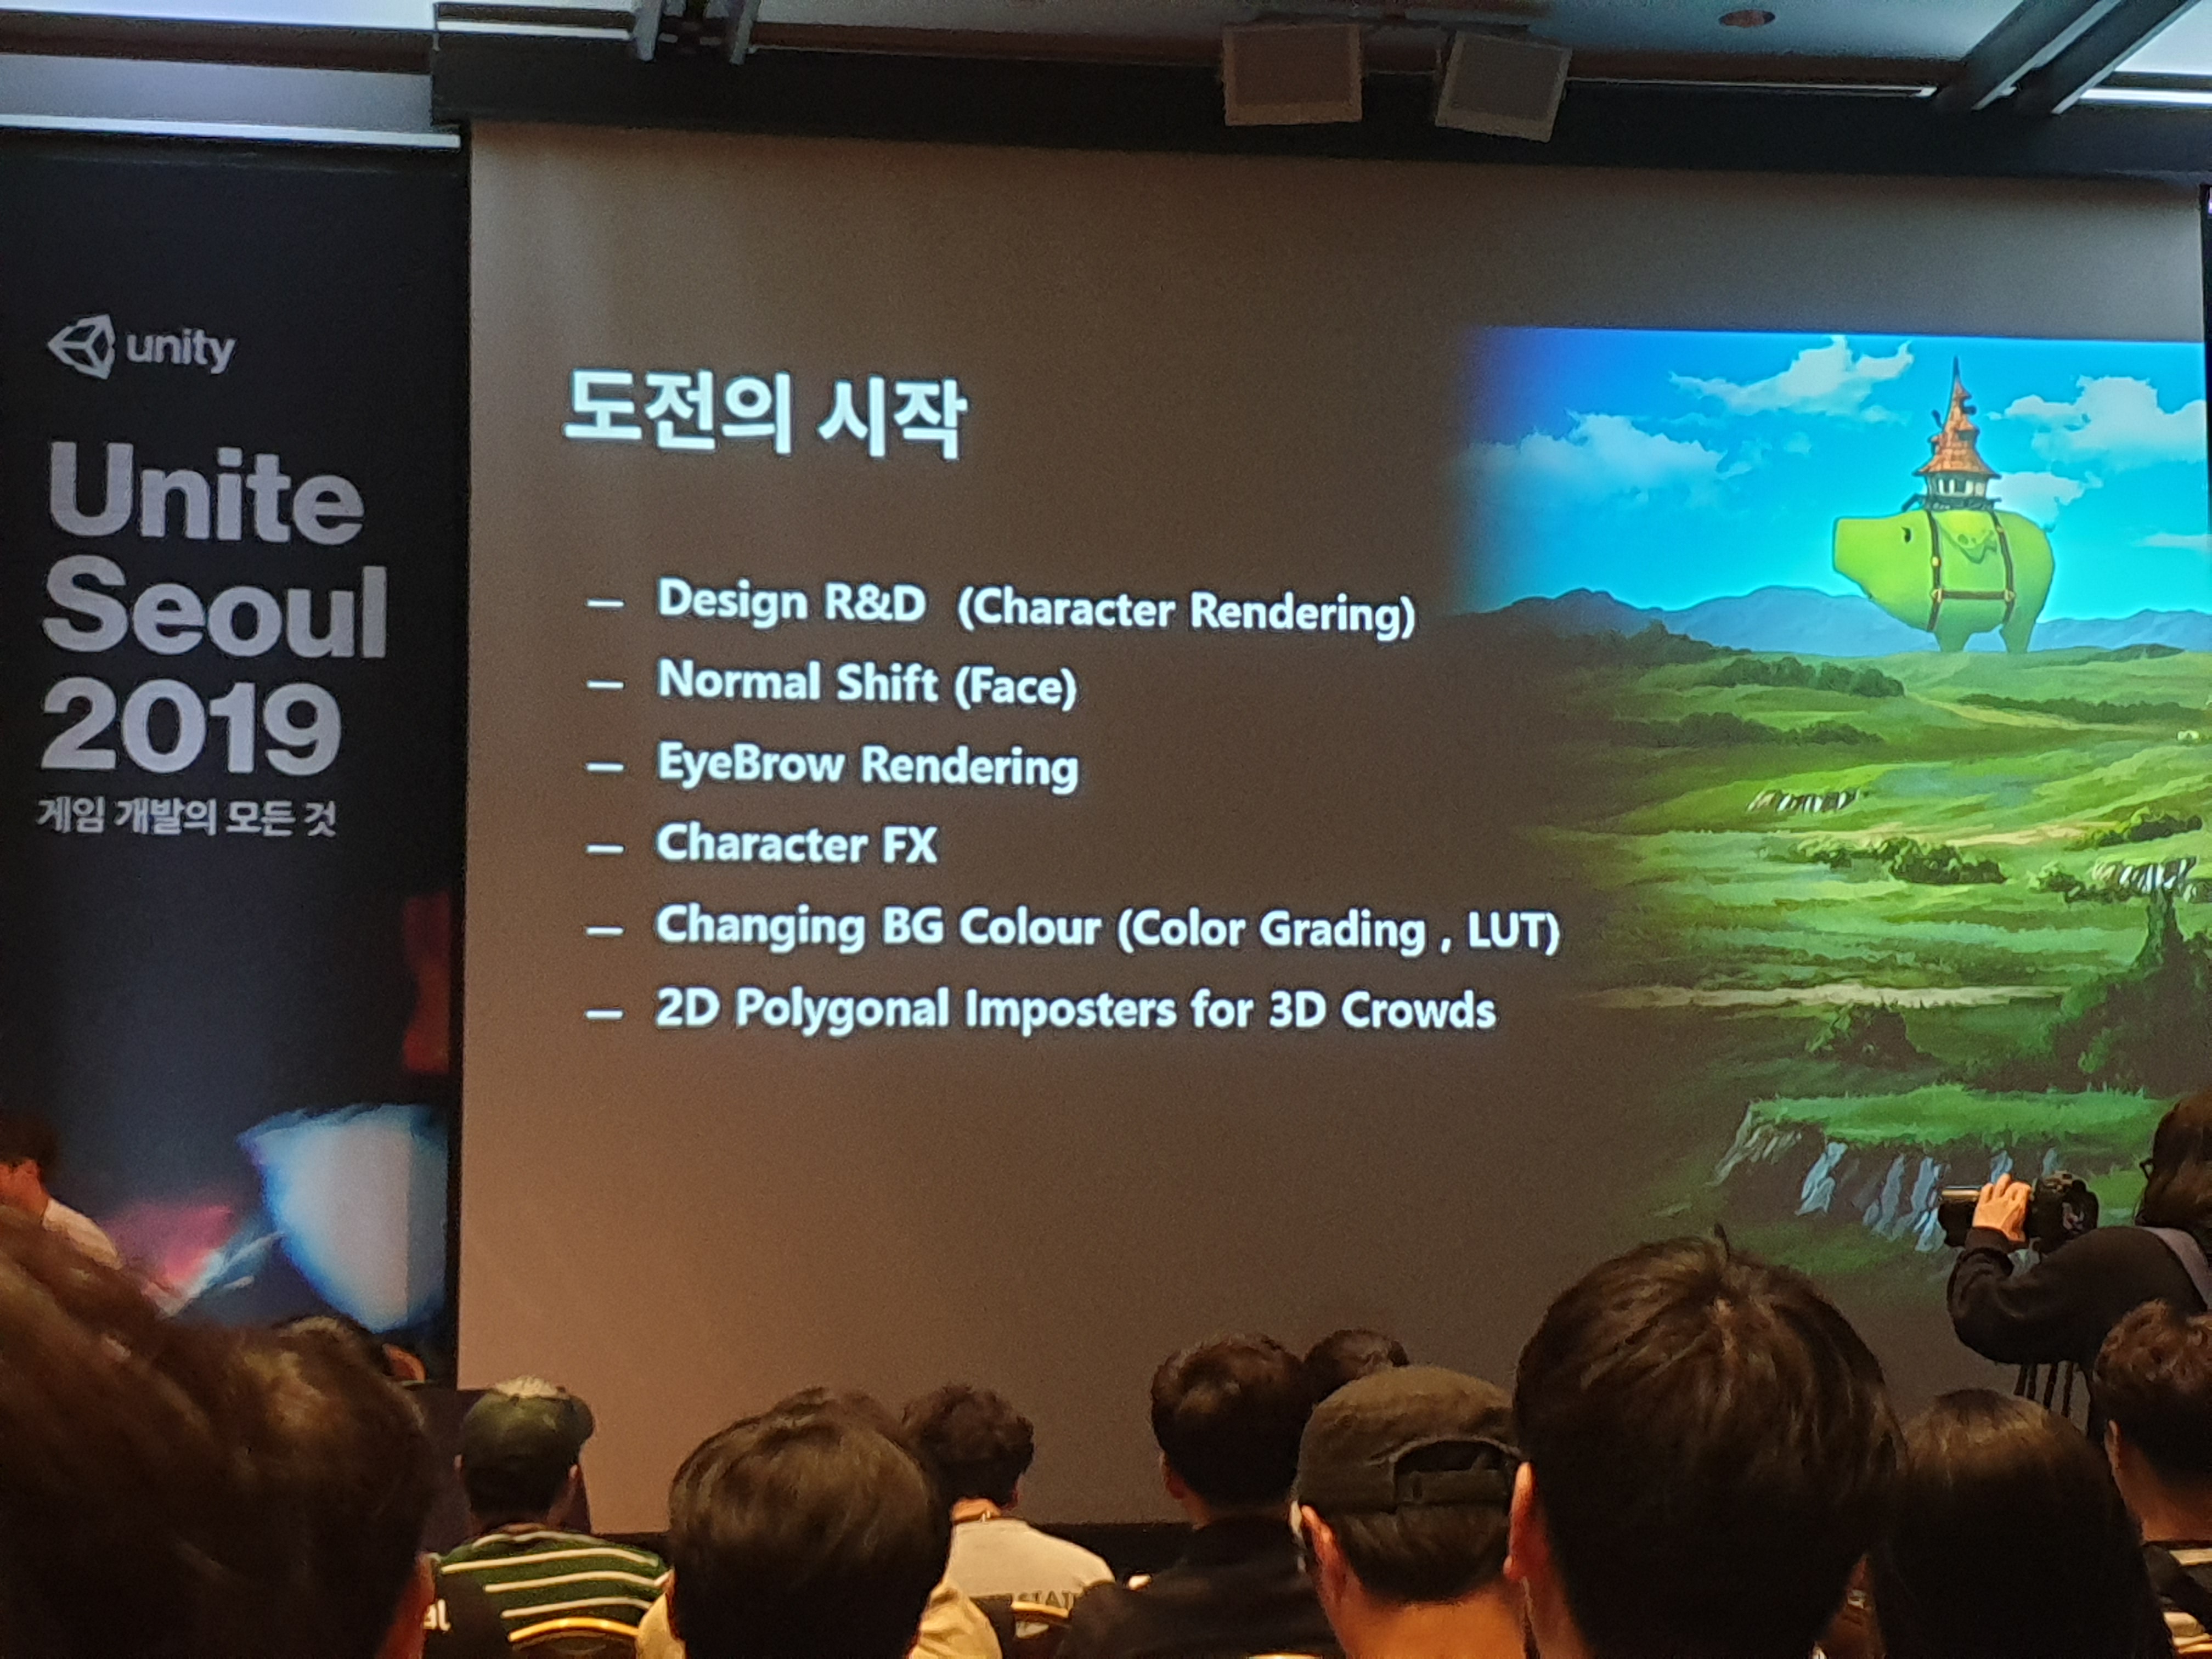 unity
Unite
Seoul
2019
게임 개발의 모든 것
도전의 시작
— Design R&D (Character Rendering)
— Normal Shift (Face)
— EyeBrow Rendering
— Character FX
— Changing BG Colour (Color Grading , LUT)
— 2D Polygonal Imposters for 3D Crowds